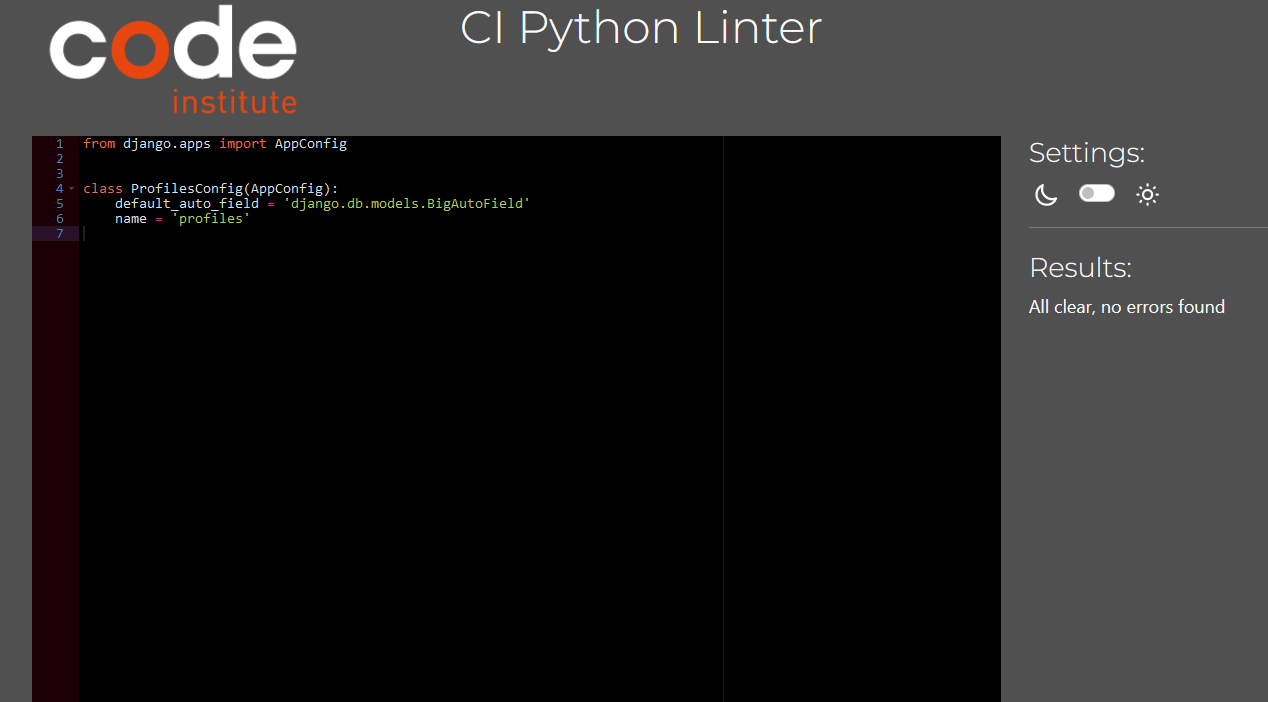 code
institute
CI Python Linter
1 from django.apps import AppConfig
2
3
4 class ProfilesConfig(AppConfig):
5     default_auto_field = 'django.db.models.BigAutoField'
6     name = 'profiles'
7
Settings:
Results:
All clear, no errors found